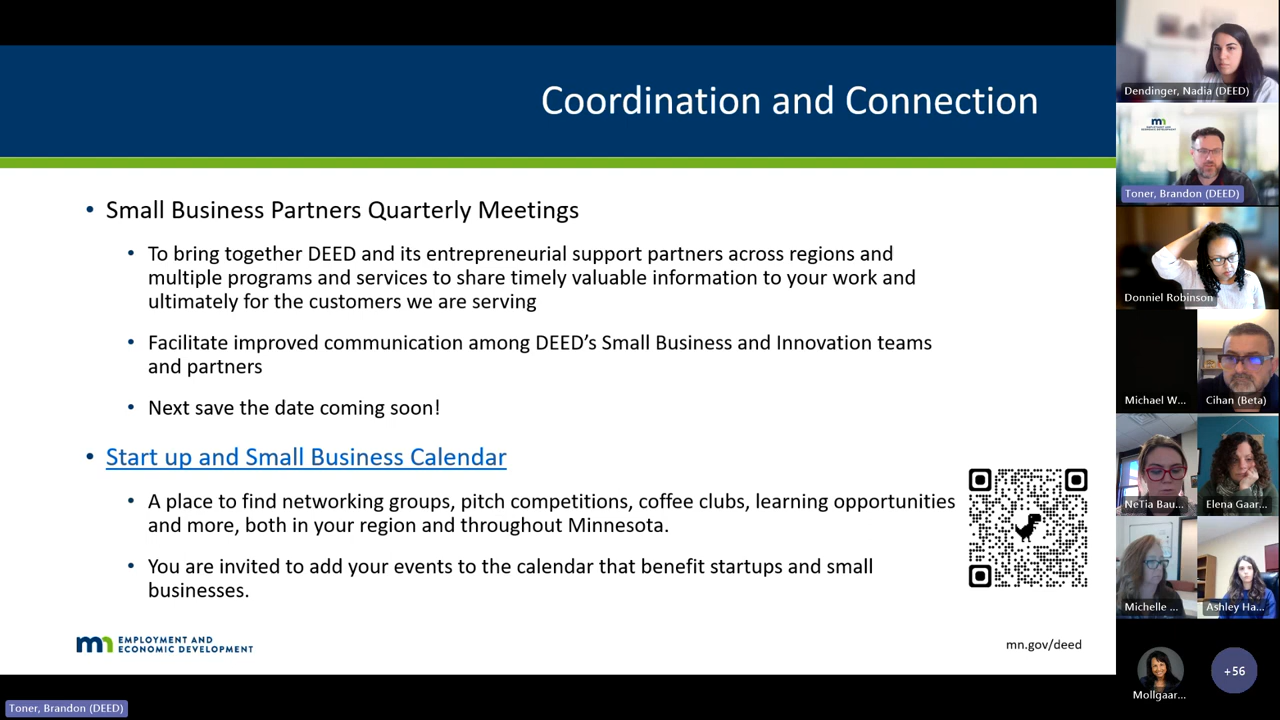 Coordination and Connection
• Small Business Partners Quarterly Meetings
• To bring together DEED and its entrepreneurial support partners across regions and
multiple programs and services to share timely valuable information to your work and
ultimately for the customers we are serving
• Facilitate improved communication among DEED’s Small Business and Innovation teams
and partners
• Next save the date coming soon!
• Start up and Small Business Calendar
• A place to find networking groups, pitch competitions, coffee clubs, learning opportunities
and more, both in your region and throughout Minnesota.
• You are invited to add your events to the calendar that benefit startups and small
businesses.
mn EMPLOYMENT AND
ECONOMIC DEVELOPMENT
mn.gov/deed
Toner, Brandon (DEED)
Dendinger, Nadia (DEED)
mn
EMPLOYMENT AND
ECONOMIC DEVELOPMENT
Toner, Brandon (DEED)
Donniel Robinson
Michael W...
Cihan (Beta)
NeTia Bau...
Elena Gaar...
Michelle ...
Ashley Ha...
Mollgaar...
+56